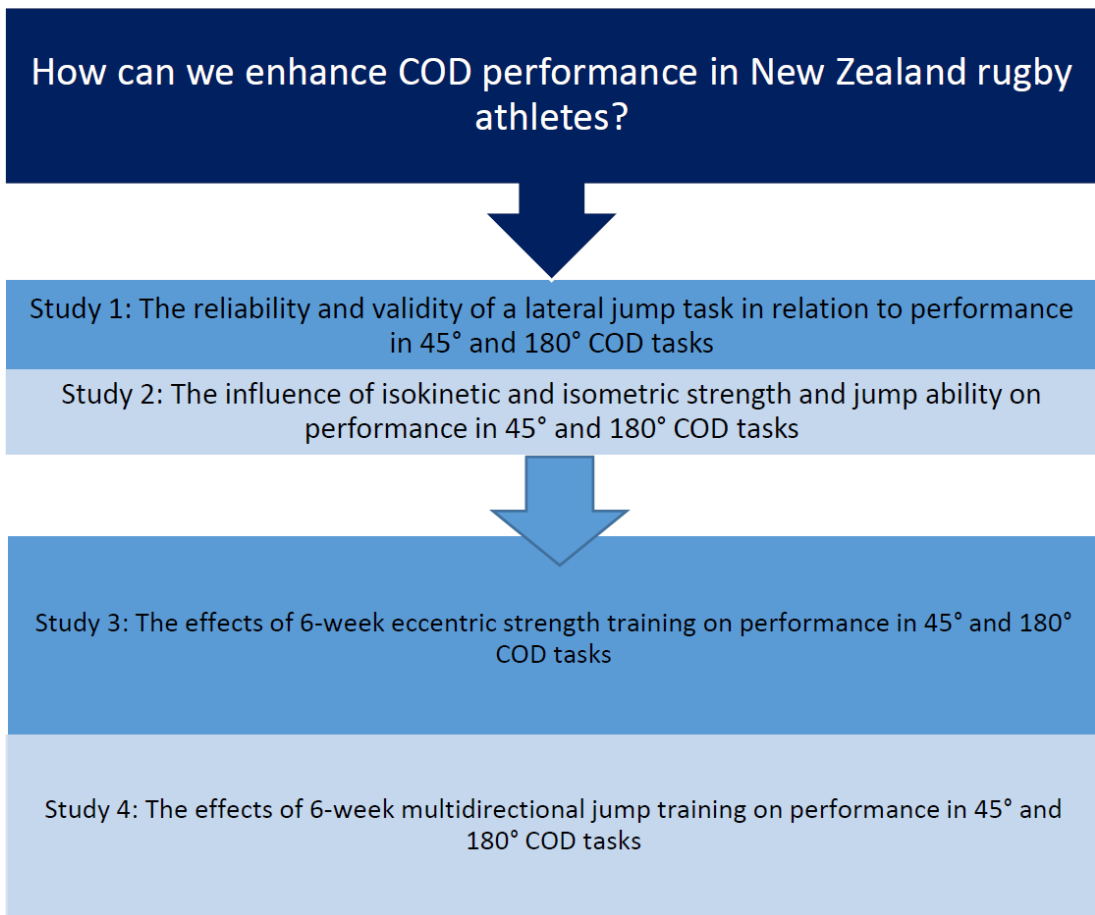 How can we enhance COD performance in New Zealand rugby
athletes?
Study 1: The reliability and validity of a lateral jump task in relation to performance
in 45° and 180° COD tasks
Study 2: The influence of isokinetic and isometric strength and jump ability on
performance in 45° and 180° COD tasks
Study 3: The effects of 6-week eccentric strength training on performance in 45° and 180°
COD tasks
Study 4: The effects of 6-week multidirectional jump training on performance in 45° and
180° COD tasks